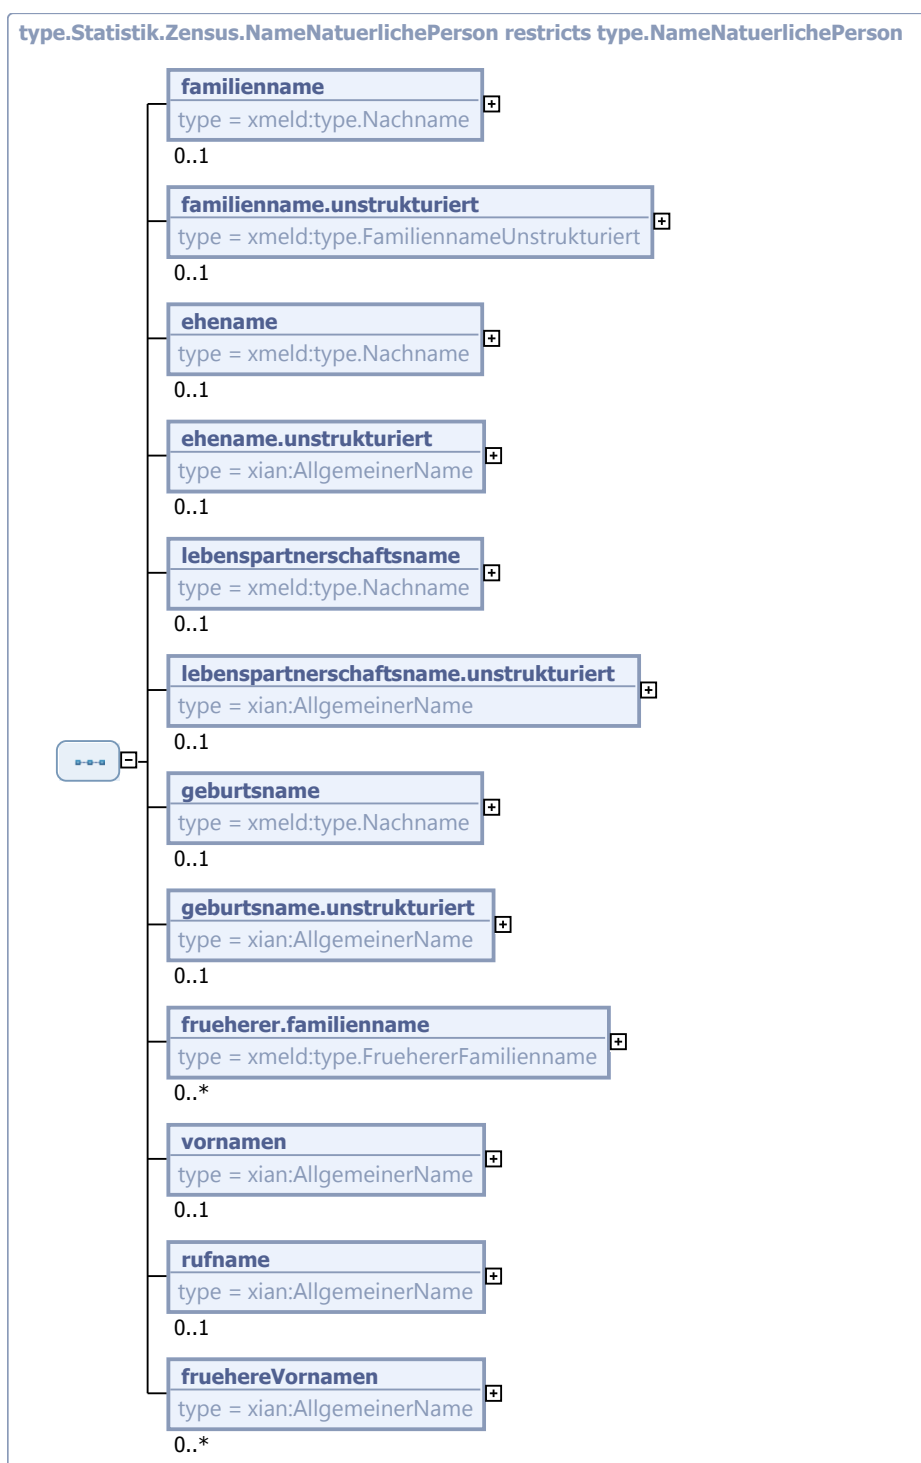 type.Statistik.Zensus.NameNatuerlichePerson restricts type.NameNatuerlichePerson
familienname
type = xmeld:type.Nachname
0..1
familienname.unstrukturiert
type = xmeld:type.FamiliennameUnstrukturiert
0..1
ehename
type = xmeld:type.Nachname
0..1
ehename.unstrukturiert
type = xian:AllgemeinerName
0..1
lebenspartnerschaftsname
type = xmeld:type.Nachname
0..1
lebenspartnerschaftsname.unstrukturiert
type = xian:AllgemeinerName
0..1
geburtsname
type = xmeld:type.Nachname
0..1
geburtsname.unstrukturiert
type = xian:AllgemeinerName
0..1
frueherer.familienname
type = xmeld:type.FruehererFamilienname
0..*
vornamen
type = xian:AllgemeinerName
0..1
rufname
type = xian:AllgemeinerName
0..1
fruehereVornamen
type = xian:AllgemeinerName
0..*